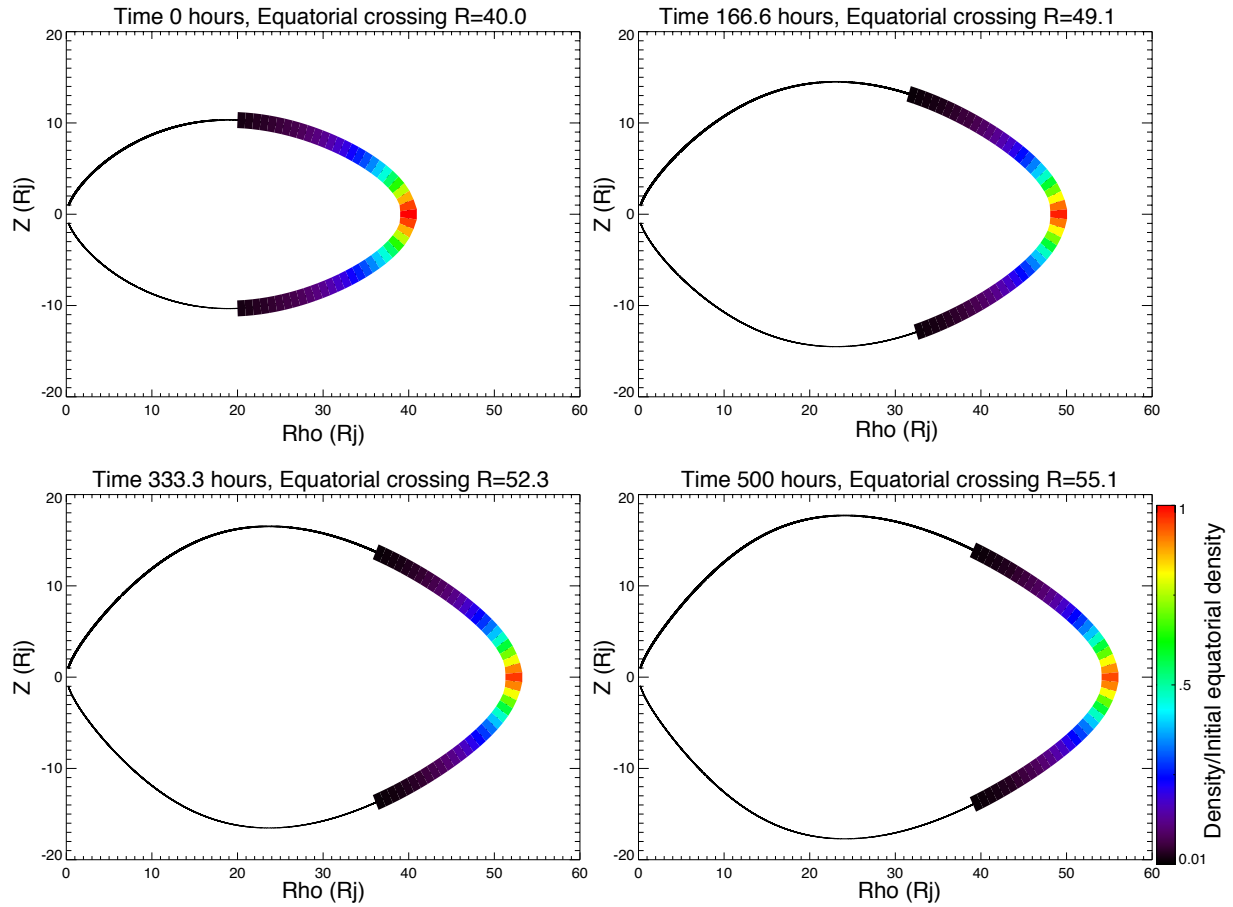 Time 0 hours, Equatorial crossing R=40.0
20
10
0
-10
-20
Z (Rj)
0 10 20 30 40 50 60
Rho (Rj)
Time 166.6 hours, Equatorial crossing R=49.1
20
10
0
-10
-20
Z (Rj)
0 10 20 30 40 50 60
Rho (Rj)
Time 333.3 hours, Equatorial crossing R=52.3
20
10
0
-10
-20
Z (Rj)
0 10 20 30 40 50 60
Rho (Rj)
Time 500 hours, Equatorial crossing R=55.1
20
10
0
-10
-20
Z (Rj)
0 10 20 30 40 50 60
Rho (Rj)
1
.5
0.01
Density/Initial equatorial density